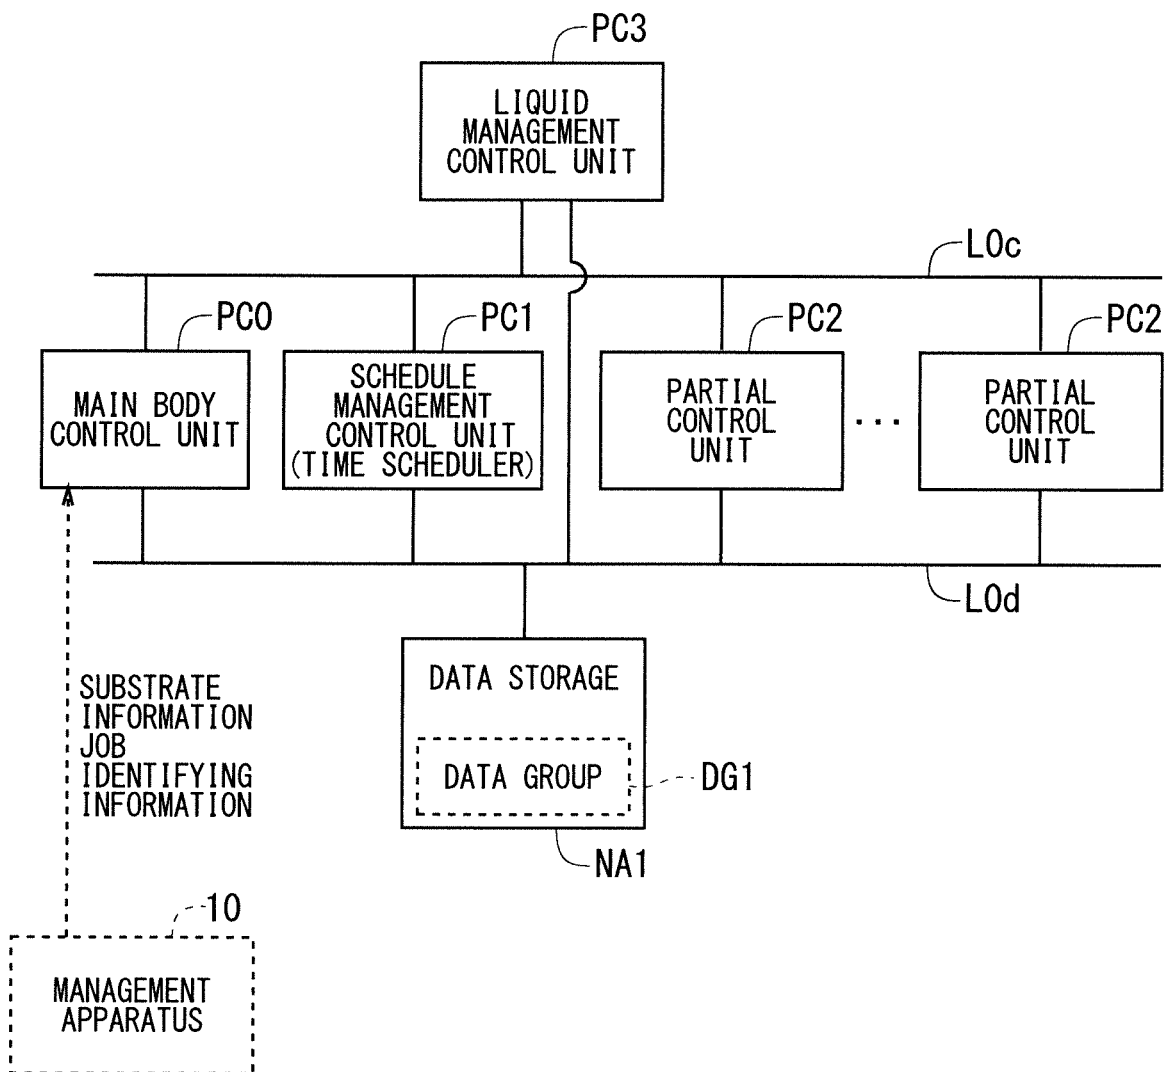 PC3
LIQUID
MANAGEMENT
CONTROL UNIT
L0c
PC0
PC1
PC2
PC2
MAIN BODY
CONTROL UNIT
SCHEDULE
MANAGEMENT
CONTROL UNIT
(TIME SCHEDULER)
PARTIAL
CONTROL
UNIT
...
PARTIAL
CONTROL
UNIT
L0d
SUBSTRATE
INFORMATION
JOB
IDENTIFYING
INFORMATION
DATA STORAGE
DATA GROUP
DG1
NA1
10
MANAGEMENT
APPARATUS